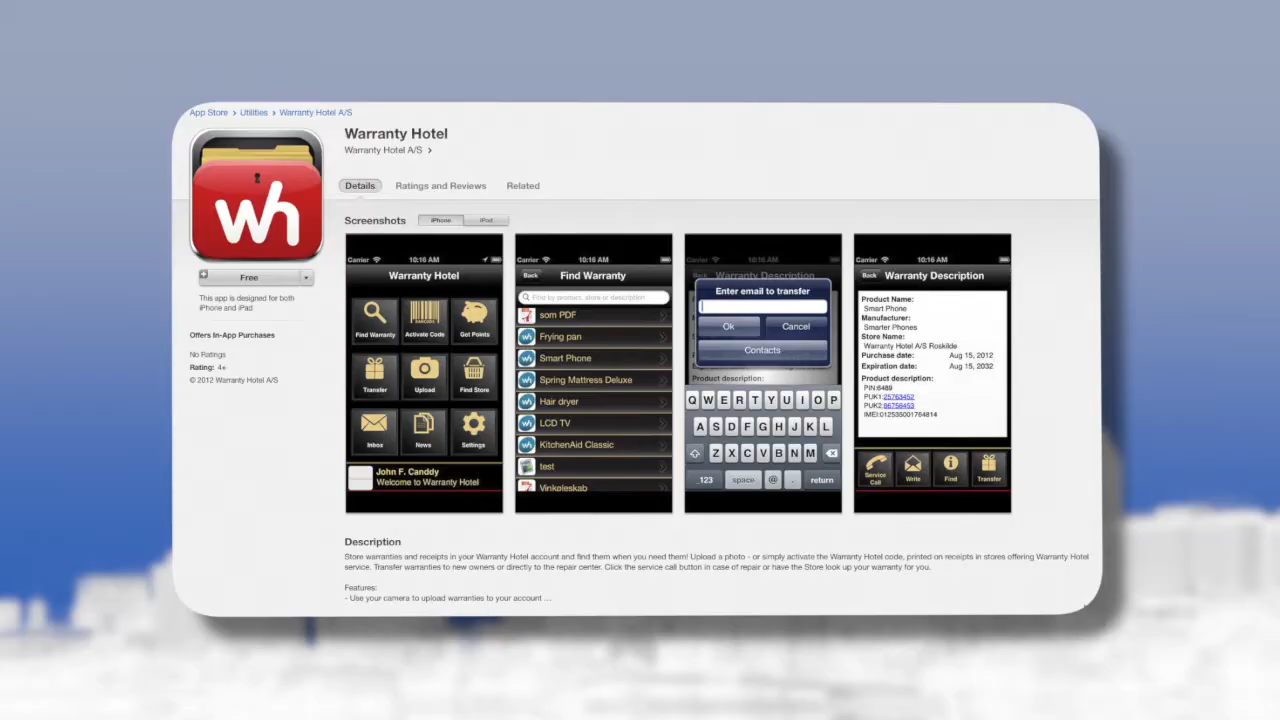 App Store › Utilities › Warranty Hotel A/S
Warranty Hotel
Warranty Hotel A/S ›
Details Ratings and Reviews Related
wh
Free
This app is designed for both
iPhone and iPad
Offers In-App Purchases
No Ratings
Rating: 4+
© 2012 Warranty Hotel A/S
Screenshots iPhone iPad
Carrier 10:16 AM
Warranty Hotel
BARCODE
Find Warranty Activate Code Get Points
Transfer Upload Find Store
Inbox News Settings
John F. Canddy
Welcome to Warranty Hotel
Carrier 10:16 AM
Back Find Warranty
Filter by product, store or description
som PDF
Frying pan
Smart Phone
Spring Mattress Deluxe
Hair dryer
LCD TV
KitchenAid Classic
test
Vinkøleskab
Carrier 10:16 AM
Back Warranty Description
Enter email to transfer
Ok Cancel
Contacts
Product description:
Q W E R T Y U I O P
A S D F G H J K L
Z X C V B N M
.123 space @ . return
Carrier 10:16 AM
Back Warranty Description
Product Name:
Smart Phone
Manufacturer:
Smarter Phones
Store Name:
Warranty Hotel A/S Roskilde
Purchase date: Aug 15, 2012
Expiration date: Aug 15, 2032
Product description:
PIN:6489
PUK1:25763452
PUK2:66756453
IMEI:012535001764814
Service Call Write Find Transfer
Description
Store warranties and receipts in your Warranty Hotel account and find them when you need them! Upload a photo - or simply activate the Warranty Hotel code, printed on receipts in stores offering Warranty Hotel
service. Transfer warranties to new owners or directly to the repair center. Click the service call button in case of repair or have the Store look up your warranty for you.
Features:
- Use your camera to upload warranties to your account ...